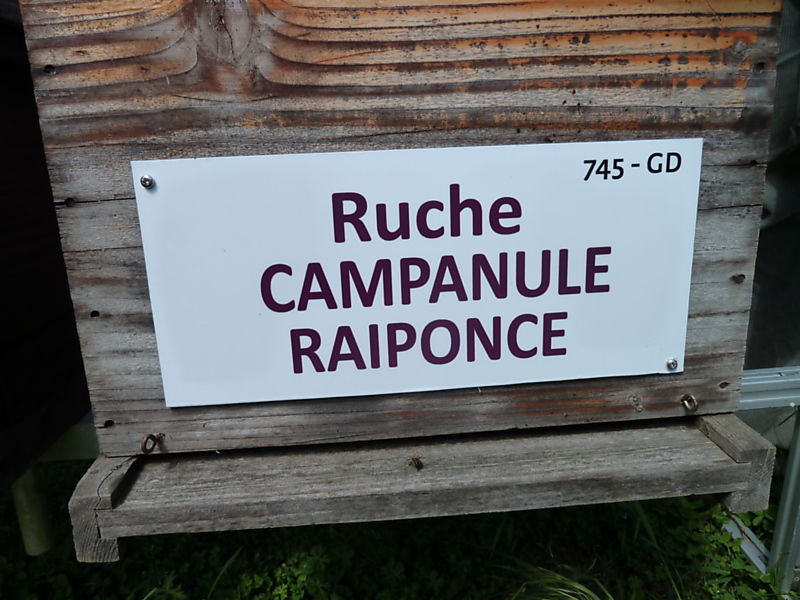 745 - GD
Ruche
CAMPANULE
RAIPONCE